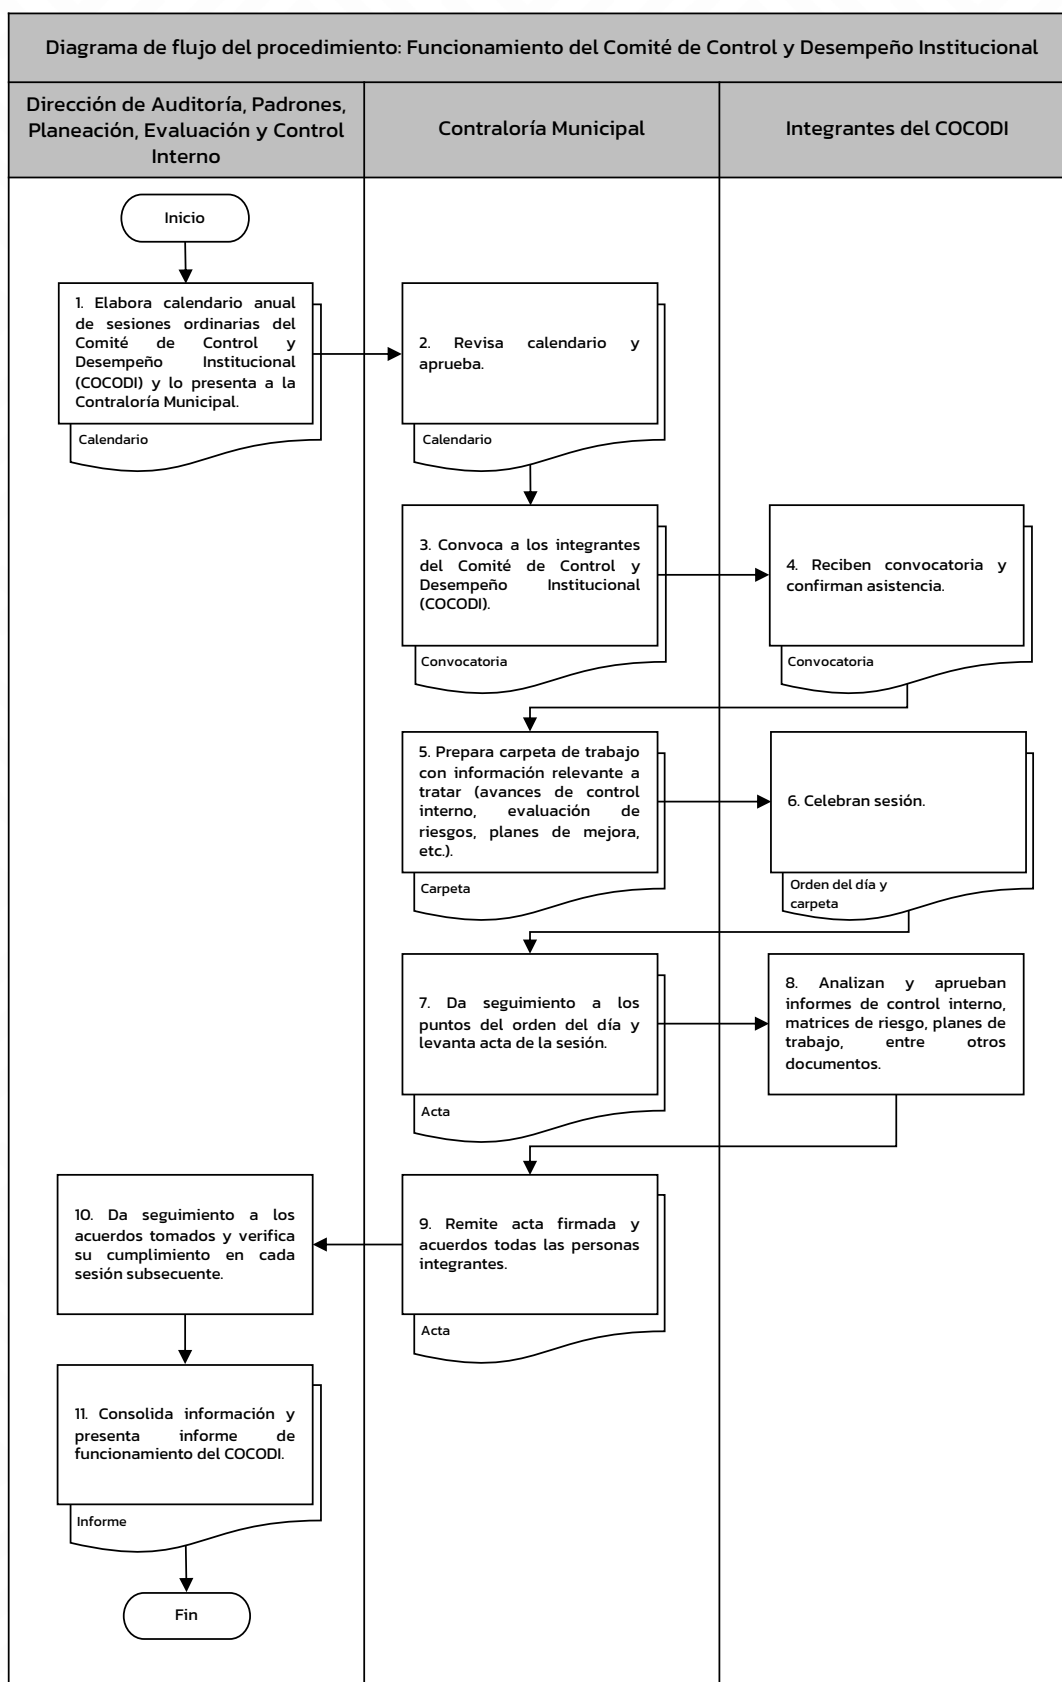 Diagrama de flujo del procedimiento: Funcionamiento del Comité de Control y Desempeño Institucional
Dirección de Auditoría, Padrones,
Planeación, Evaluación y Control
Interno
Contraloría Municipal
Integrantes del COCODI
Inicio
1. Elabora calendario anual
de sesiones ordinarias del
Comité de Control y
Desempeño Institucional
(COCODI) y lo presenta a la
Contraloría Municipal.
Calendario
2. Revisa calendario y
aprueba.
Calendario
3. Convoca a los integrantes
del Comité de Control y
Desempeño Institucional
(COCODI).
Convocatoria
4. Reciben convocatoria y
confirman asistencia.
Convocatoria
5. Prepara carpeta de trabajo
con información relevante a
tratar (avances de control
interno, evaluación de
riesgos, planes de mejora,
etc.).
Carpeta
6. Celebran sesión.
Orden del día y
carpeta
7. Da seguimiento a los
puntos del orden del día y
levanta acta de la sesión.
Acta
8. Analizan y aprueban
informes de control interno,
matrices de riesgo, planes de
trabajo, entre otros
documentos.
9. Remite acta firmada y
acuerdos todas las personas
integrantes.
Acta
10. Da seguimiento a los
acuerdos tomados y verifica
su cumplimiento en cada
sesión subsecuente.
11. Consolida información y
presenta informe de
funcionamiento del COCODI.
Informe
Fin